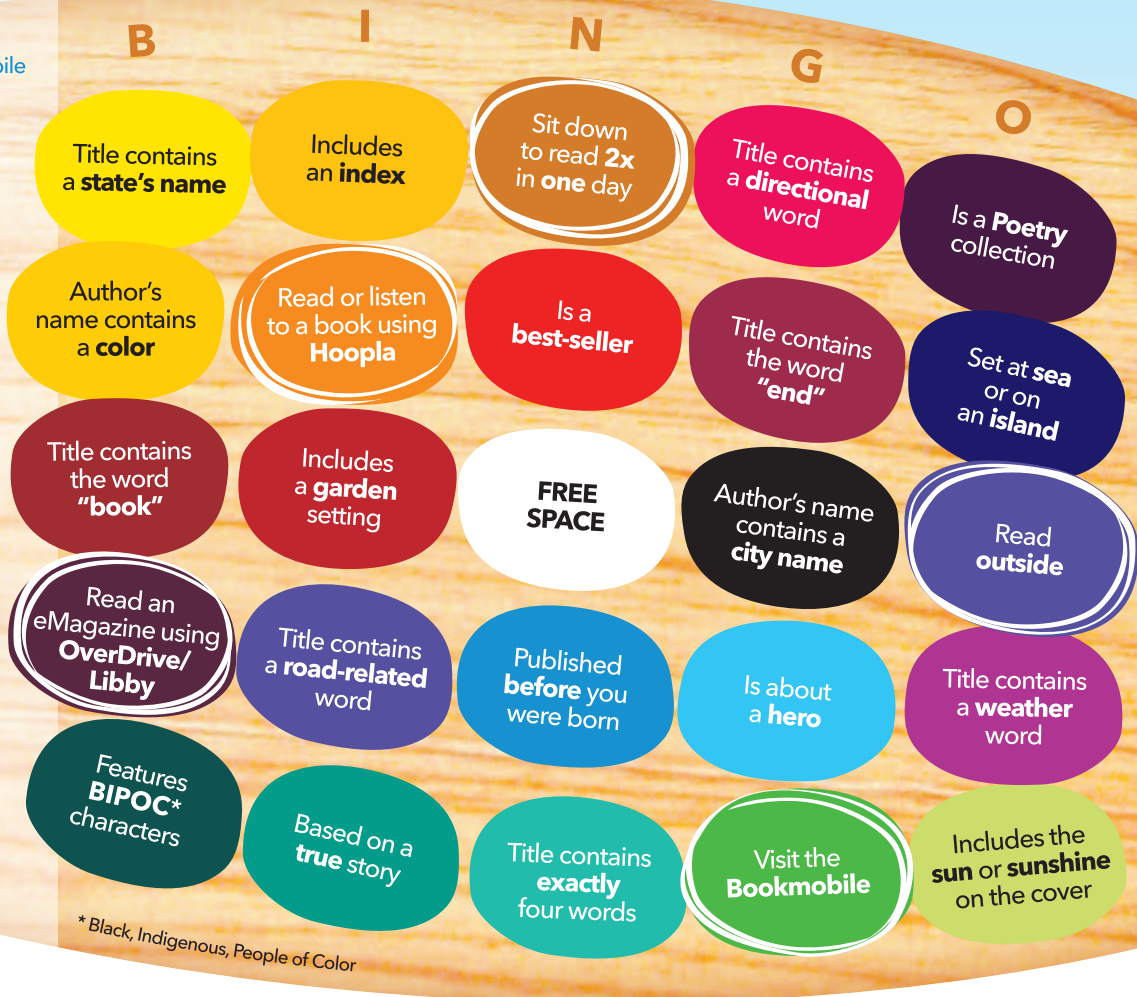 B I N G O
bile
Title contains
a state's name
Includes
an index
Sit down
to read 2x
in one day
Title contains
a directional
word
Is a Poetry
collection
Author's
name contains
a color
Read or listen
to a book using
Hoopla
Is a
best-seller
Title contains
the word
“end”
Set at sea
or on
an island
Title contains
the word
“book”
Includes
a garden
setting
FREE
SPACE
Author's name
contains a
city name
Read
outside
Read an
eMagazine using
OverDrive/
Libby
Title contains
a road-related
word
Published
before you
were born
Is about
a hero
Title contains
a weather
word
Features
BIPOC*
characters
Based on a
true story
Title contains
exactly
four words
Visit the
Bookmobile
Includes the
sun or sunshine
on the cover
* Black, Indigenous, People of Color